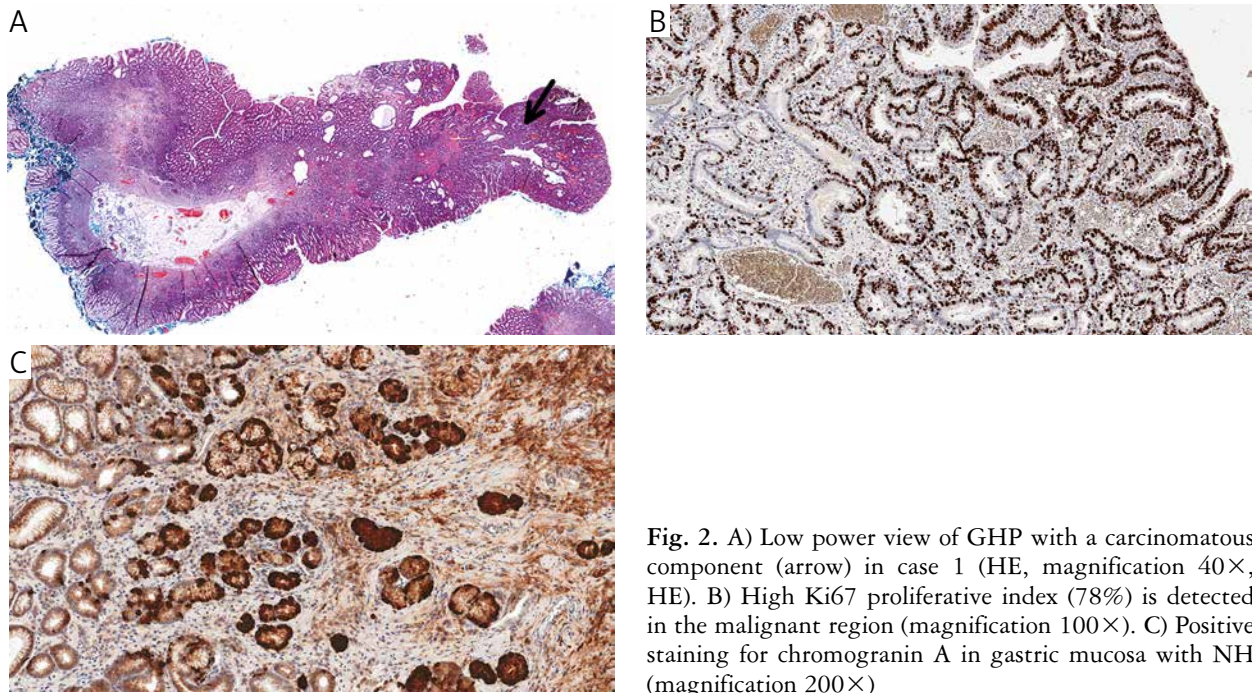 A
B
C
Fig. 2. A) Low power view of GHP with a carcinomatous
component (arrow) in case 1 (HE, magnification 40×,
HE). B) High Ki67 proliferative index (78%) is detected
in the malignant region (magnification 100×). C) Positive
staining for chromogranin A in gastric mucosa with NH
(magnification 200×)